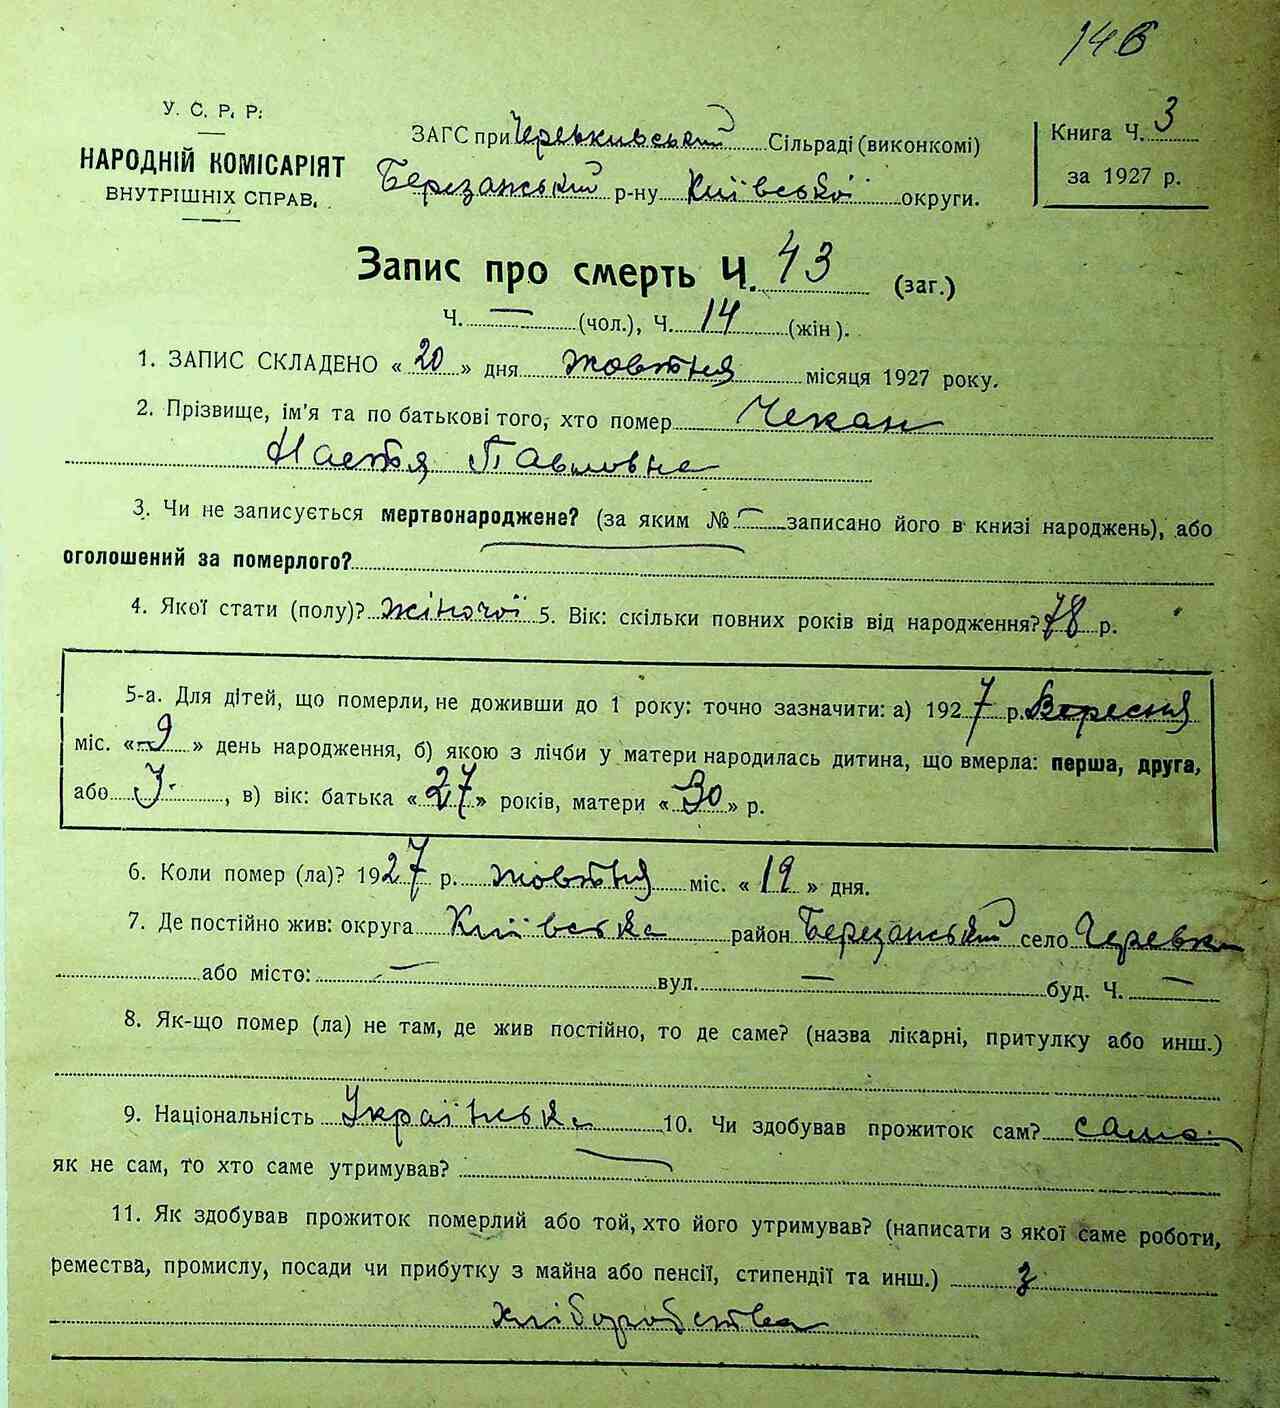 146
У. С. Р. Р.
НАРОДНІЙ КОМІСАРІЯТ
ВНУТРІШНІХ СПРАВ.
ЗАГС при Черевківській Сільраді (виконкомі)
Березанський р-ну Київської округи.
Книга Ч. 3
за 1927 р.
Запис про смерть Ч. 43 (заг.)
Ч. — (чол.), Ч. 14 (жін).
1. ЗАПИС СКЛАДЕНО « 20 » дня жовтня місяця 1927 року.
2. Прізвище, ім'я та по батькові того, хто помер Чекан
Настя Павловна
3. Чи не записується мертвонароджене? (за яким № — записано його в книзі народжень), або
оголошений за померлого? —
4. Якої стати (полу)? жіночої 5. Вік: скільки повних років від народження? 78 р.
5-а. Для дітей, що померли, не доживши до 1 року: точно зазначити: а) 1927 р. Вересня
міс. « 9 » день народження, б) якою з лічби у матери народилась дитина, що вмерла: перша, друга,
або 3, в) вік: батька « 27 » років, матери « 30 » р.
6. Коли помер (ла)? 1927 р. жовтня міс. « 19 » дня.
7. Де постійно жив: округа Київська район Березанський село Черевки
або місто: — вул. — буд. Ч. —
8. Як-що помер (ла) не там, де жив постійно, то де саме? (назва лікарні, притулку або инш.)
9. Національність Українська 10. Чи здобував прожиток сам? сама
як не сам, то хто саме утримував? —
11. Як здобував прожиток померлий або той, хто його утримував? (написати з якої саме роботи,
ремества, промислу, посади чи прибутку з майна або пенсії, стипендії та инш.) з
хліборобства